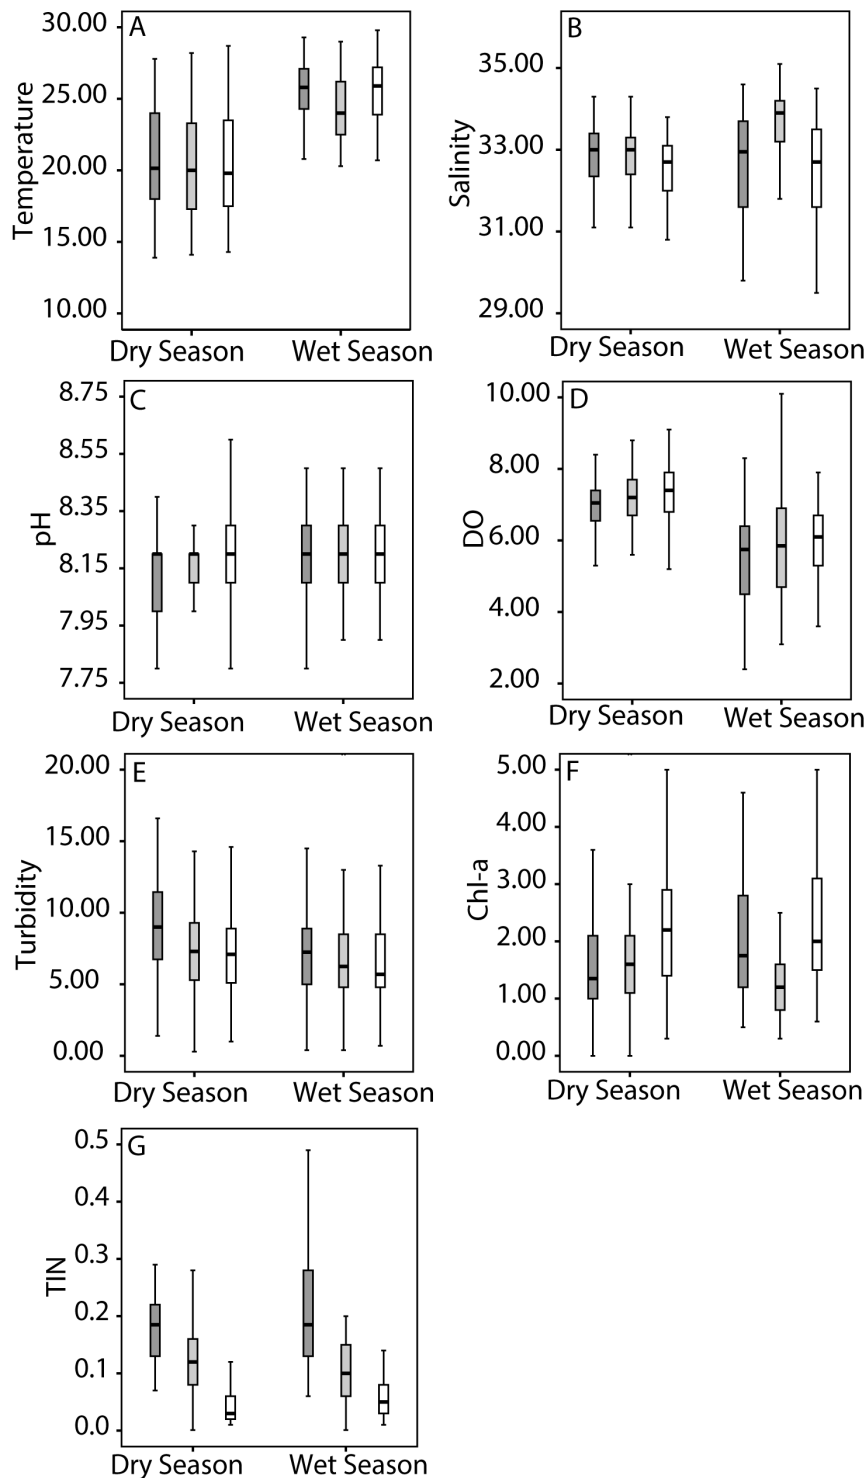 A
Temperature
30.00
25.00
20.00
15.00
10.00
Dry Season Wet Season
B
Salinity
35.00
33.00
31.00
29.00
Dry Season Wet Season
C
pH
8.75
8.55
8.35
8.15
7.95
7.75
Dry Season Wet Season
D
DO
10.00
8.00
6.00
4.00
2.00
Dry Season Wet Season
E
Turbidity
20.00
15.00
10.00
5.00
0.00
Dry Season Wet Season
F
Chl-a
5.00
4.00
3.00
2.00
1.00
0.00
Dry Season Wet Season
G
TIN
0.5
0.4
0.3
0.2
0.1
0.0
Dry Season Wet Season